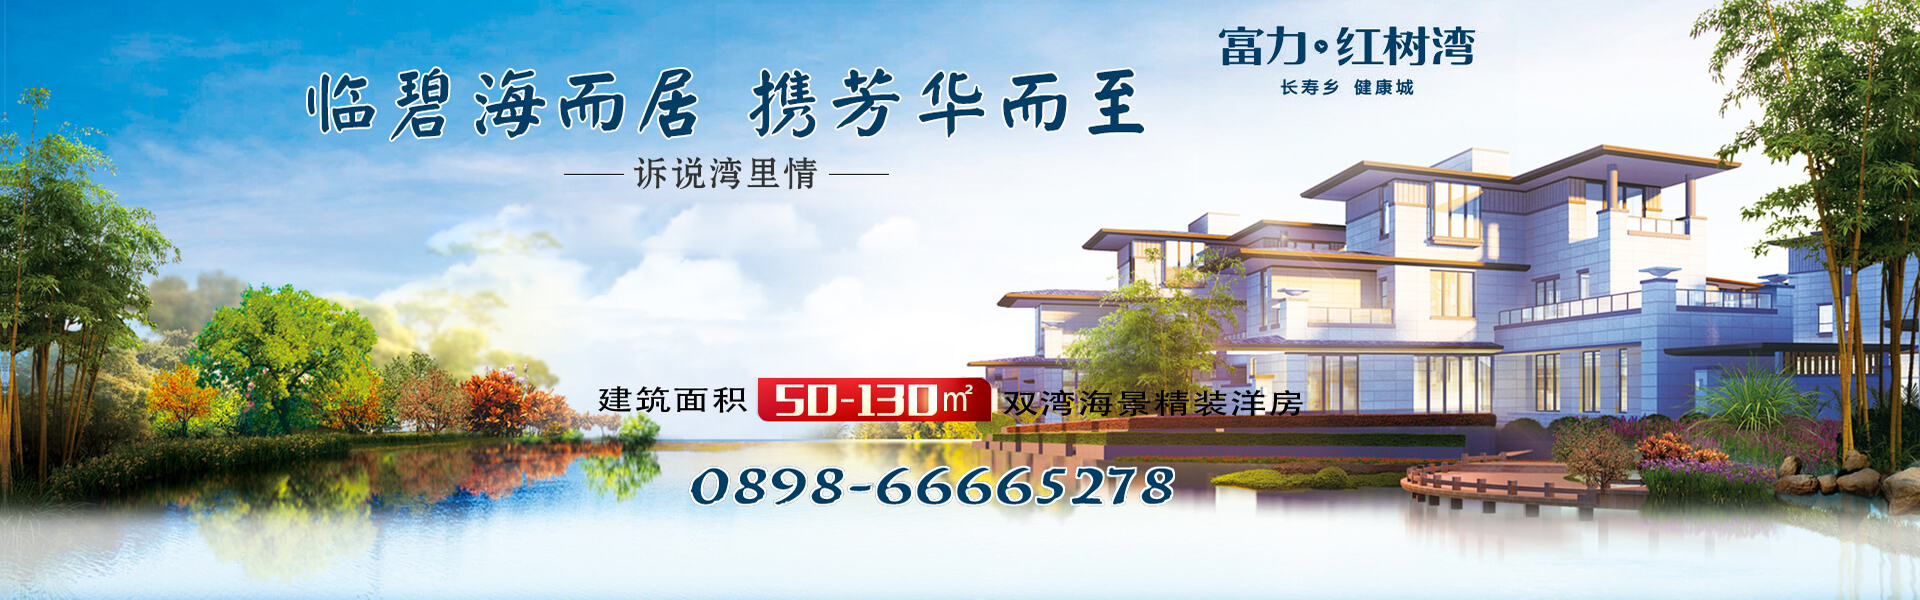 富力·红树湾
长寿乡 健康城
临碧海而居 携芳华而至
诉说湾里情
建筑面积 50-130㎡ 双湾海景精装洋房
0898-66665278